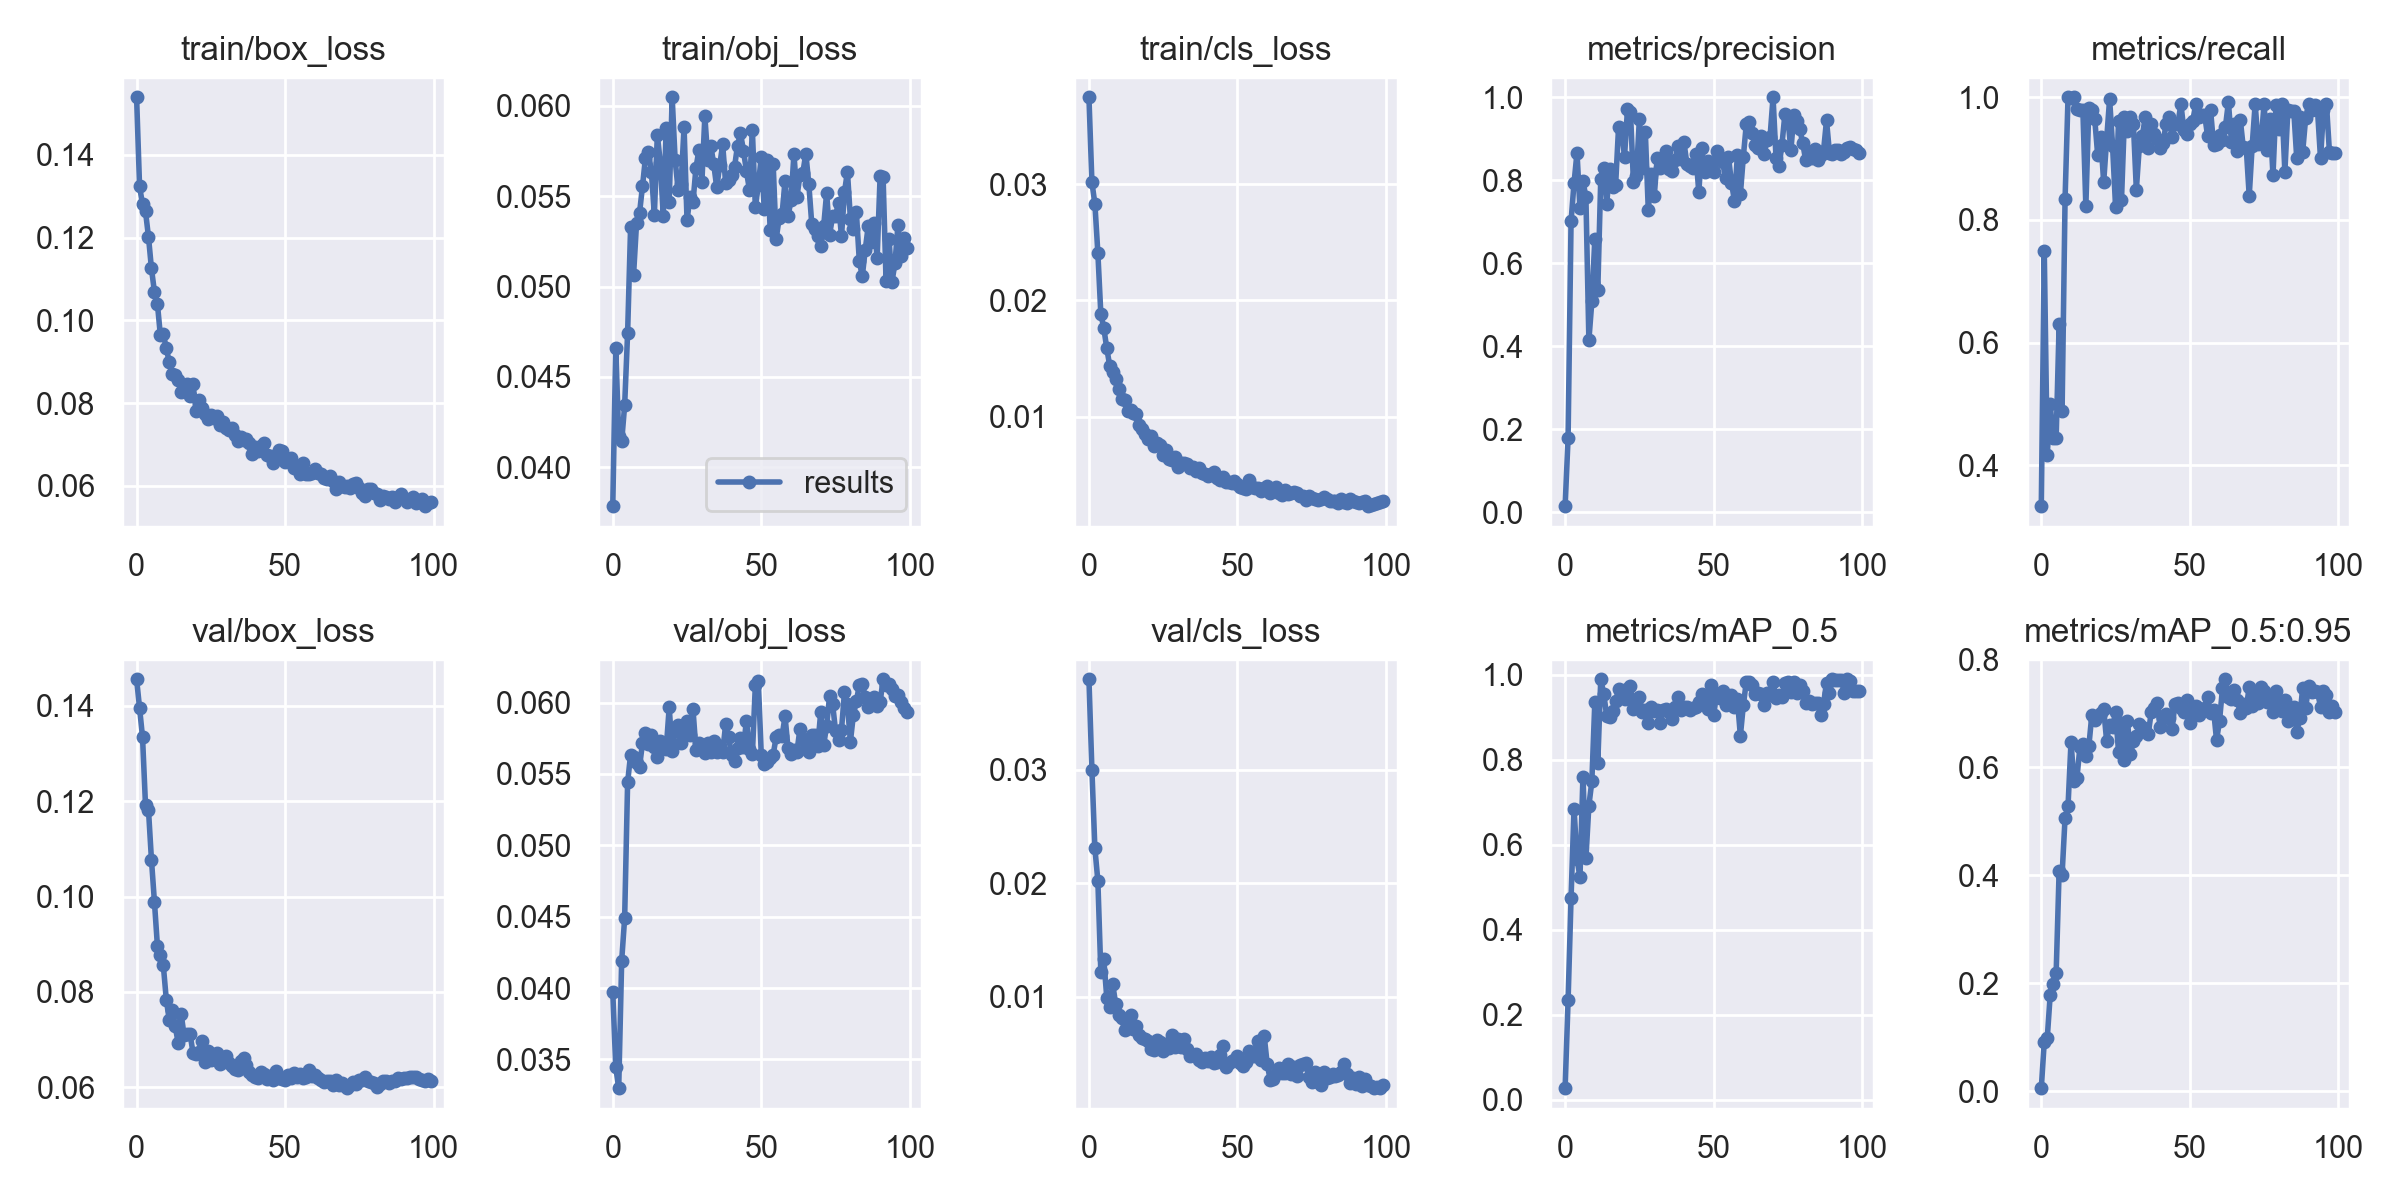 train/box_loss
0.14
0.12
0.10
0.08
0.06
0 50 100
train/obj_loss
0.060
0.055
0.050
0.045
0.040
results
0 50 100
train/cls_loss
0.03
0.02
0.01
0 50 100
metrics/precision
1.0
0.8
0.6
0.4
0.2
0.0
0 50 100
metrics/recall
1.0
0.8
0.6
0.4
0 50 100
val/box_loss
0.14
0.12
0.10
0.08
0.06
0 50 100
val/obj_loss
0.060
0.055
0.050
0.045
0.040
0.035
0 50 100
val/cls_loss
0.03
0.02
0.01
0 50 100
metrics/mAP_0.5
1.0
0.8
0.6
0.4
0.2
0.0
0 50 100
metrics/mAP_0.5:0.95
0.8
0.6
0.4
0.2
0.0
0 50 100